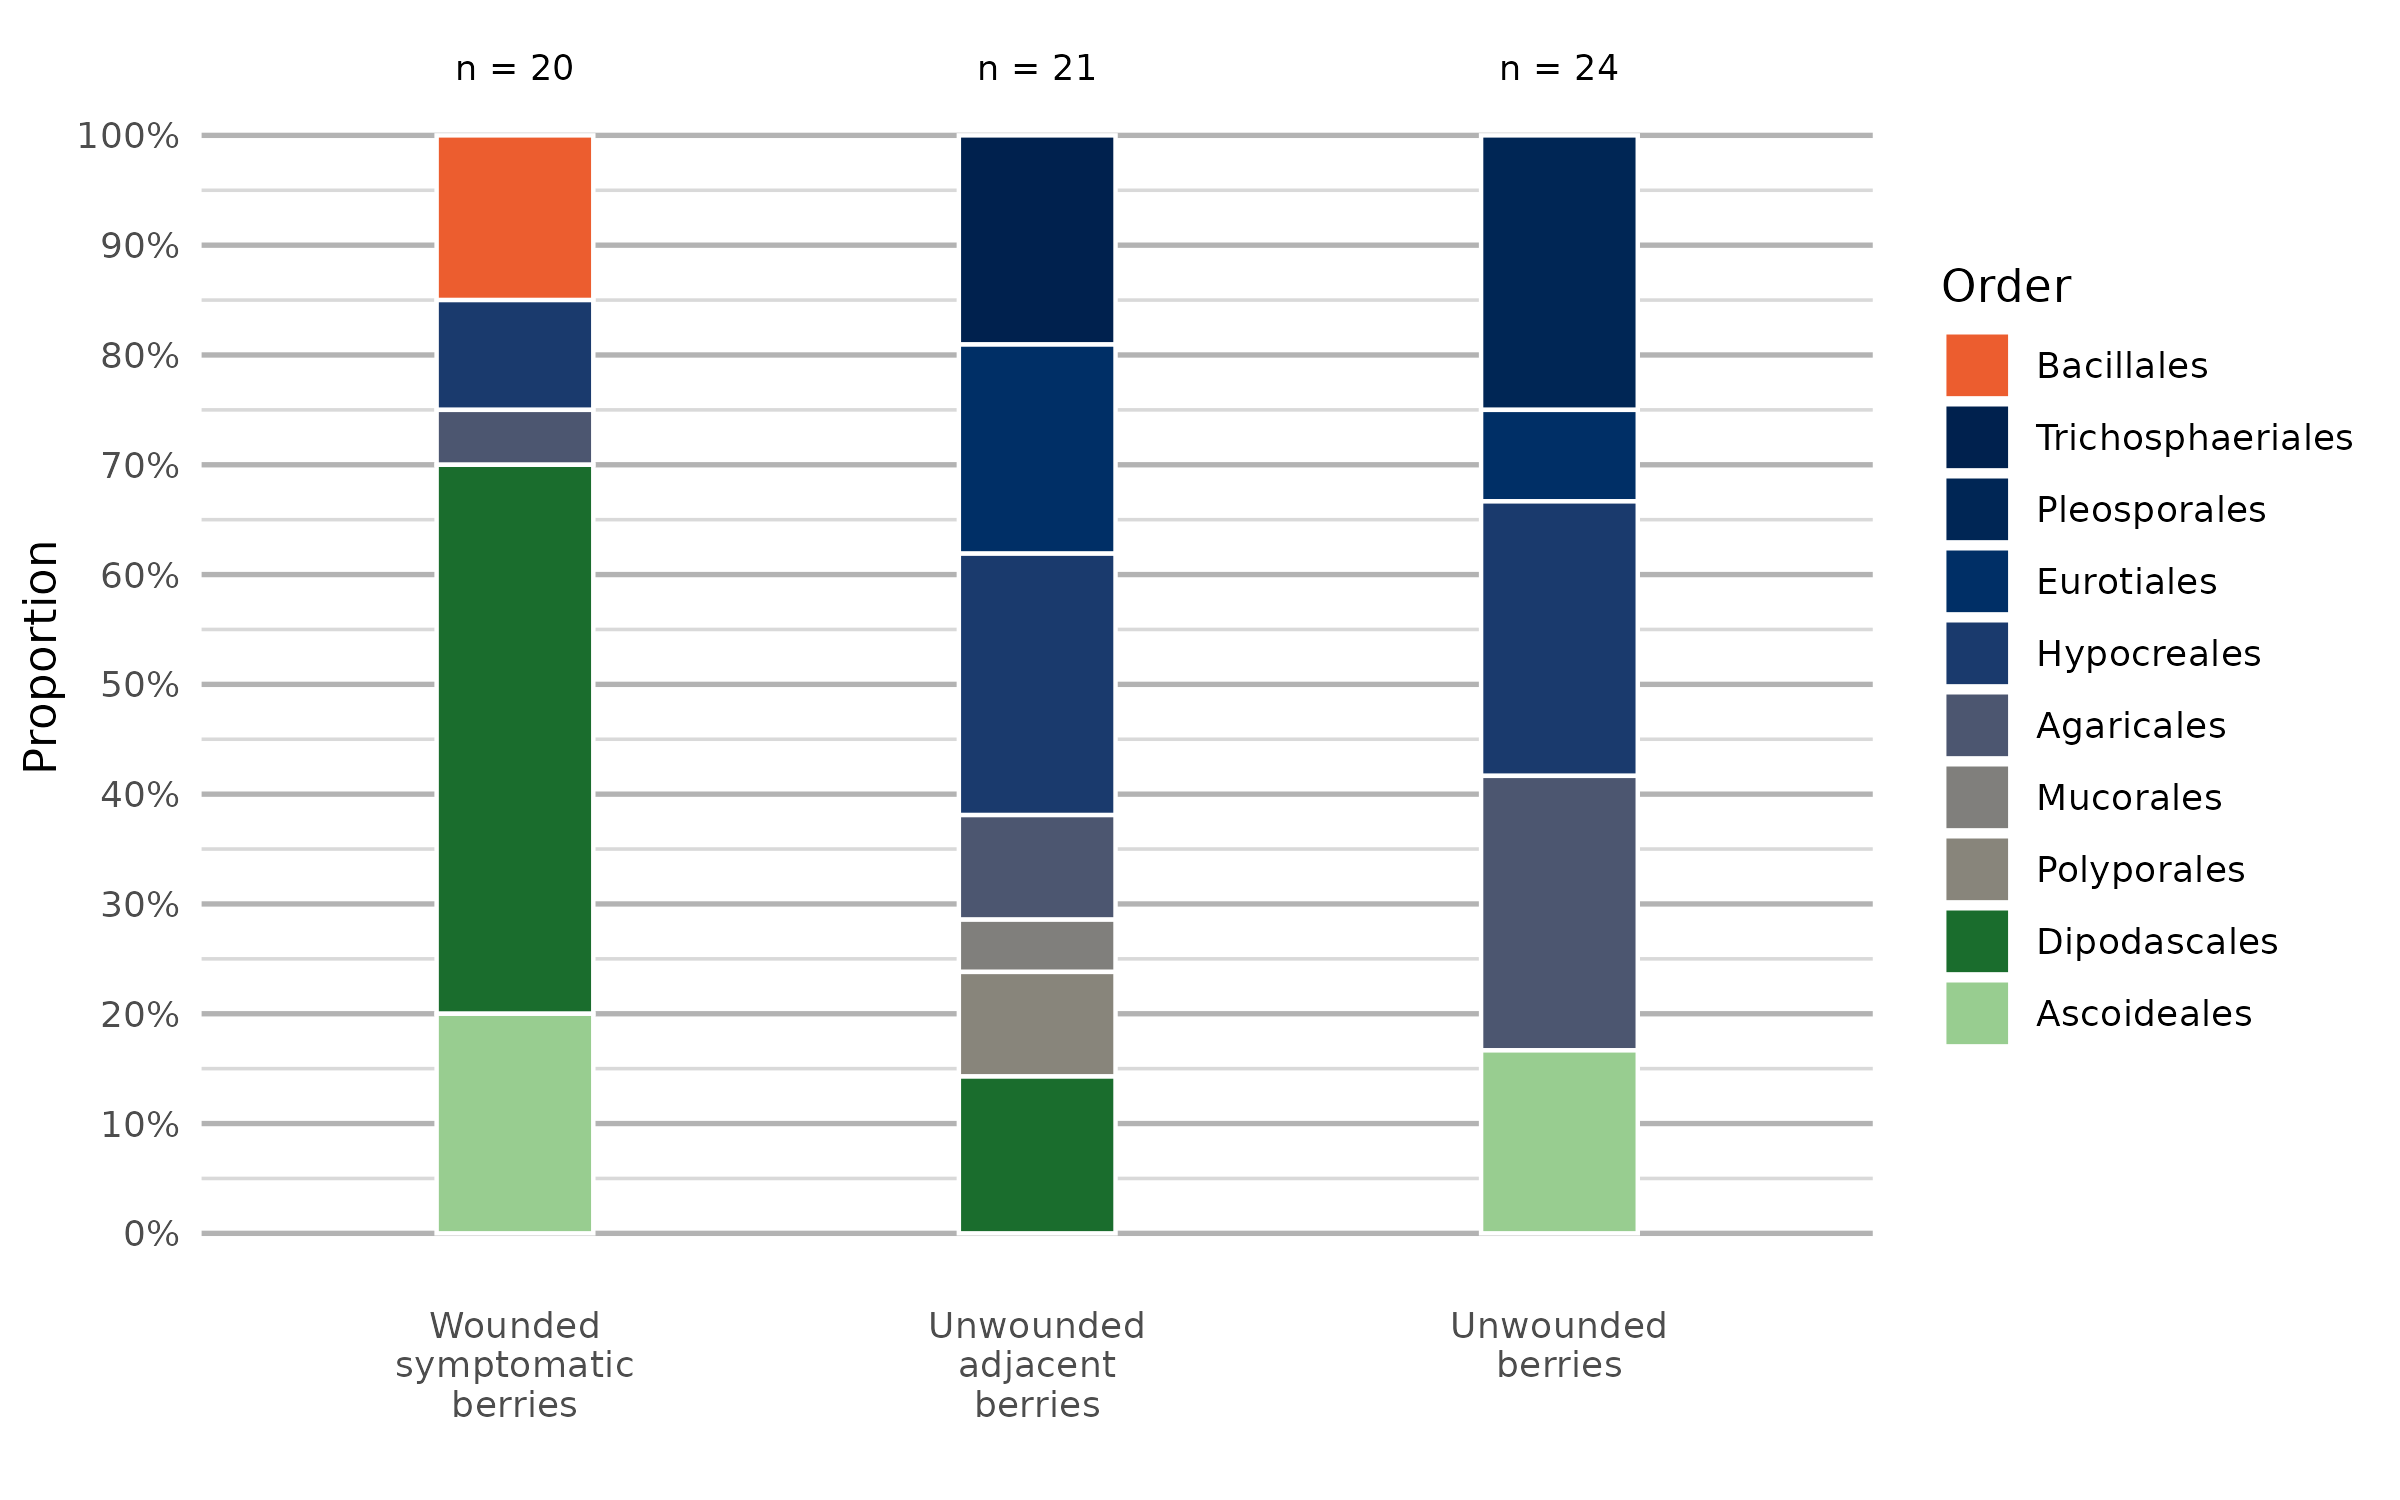 n = 20
n = 21
n = 24
100%
90%
80%
70%
60%
50%
40%
30%
20%
10%
0%
Proportion
Wounded
symptomatic
berries
Unwounded
adjacent
berries
Unwounded
berries
Order
Bacillales
Trichosphaeriales
Pleosporales
Eurotiales
Hypocreales
Agaricales
Mucorales
Polyporales
Dipodascales
Ascoideales